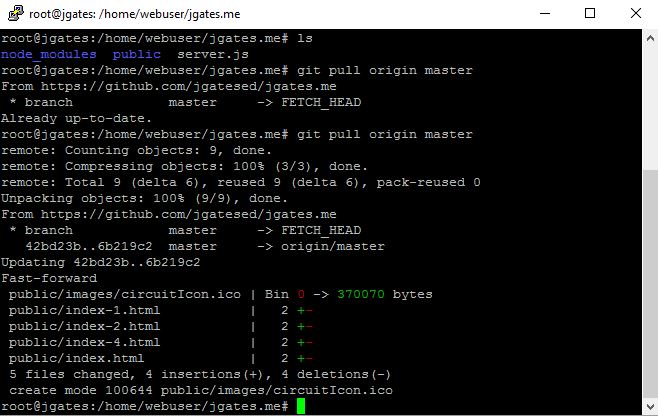 root@jgates: /home/webuser/jgates.me
root@jgates:/home/webuser/jgates.me# ls
node_modules  public  server.js
root@jgates:/home/webuser/jgates.me# git pull origin master
From https://github.com/jgatesed/jgates.me
 * branch            master     -> FETCH_HEAD
Already up-to-date.
root@jgates:/home/webuser/jgates.me# git pull origin master
remote: Counting objects: 9, done.
remote: Compressing objects: 100% (3/3), done.
remote: Total 9 (delta 6), reused 9 (delta 6), pack-reused 0
Unpacking objects: 100% (9/9), done.
From https://github.com/jgatesed/jgates.me
 * branch            master     -> FETCH_HEAD
   42bd23b..6b219c2  master     -> origin/master
Updating 42bd23b..6b219c2
Fast-forward
 public/images/circuitIcon.ico | Bin 0 -> 370070 bytes
 public/index-1.html           |   2 +-
 public/index-2.html           |   2 +-
 public/index-4.html           |   2 +-
 public/index.html             |   2 +-
 5 files changed, 4 insertions(+), 4 deletions(-)
 create mode 100644 public/images/circuitIcon.ico
root@jgates:/home/webuser/jgates.me#